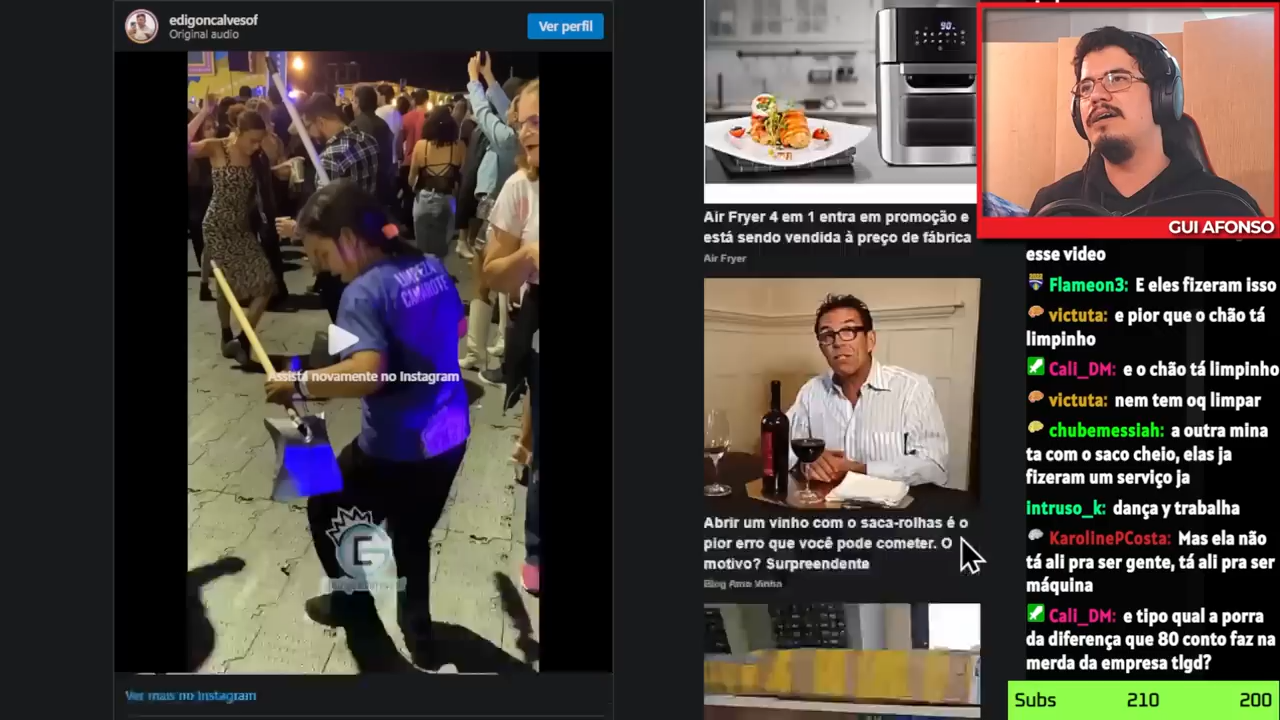 edigoncalvesof
Original audio
Ver perfil
LIMPEZA
CAMAROTE
Assista novamente no Instagram
G
Ver mais no Instagram
90
Air Fryer 4 em 1 entra em promoção e
está sendo vendida à preço de fábrica
Air Fryer
Abrir um vinho com o saca-rolhas é o
pior erro que você pode cometer. O
motivo? Surpreendente
Blog Ama Vinho
GUI AFONSO
esse video
Flameon3: E eles fizeram isso
victuta: e pior que o chão tá
limpinho
Cali_DM: e o chão tá limpinho
victuta: nem tem oq limpar
chubemessiah: a outra mina
ta com o saco cheio, elas ja
fizeram um serviço ja
intruso_k: dança y trabalha
KarolinePCosta: Mas ela não
tá ali pra ser gente, tá ali pra ser
máquina
Cali_DM: e tipo qual a porra
da diferença que 80 conto faz na
merda da empresa tlgd?
Subs 210 200